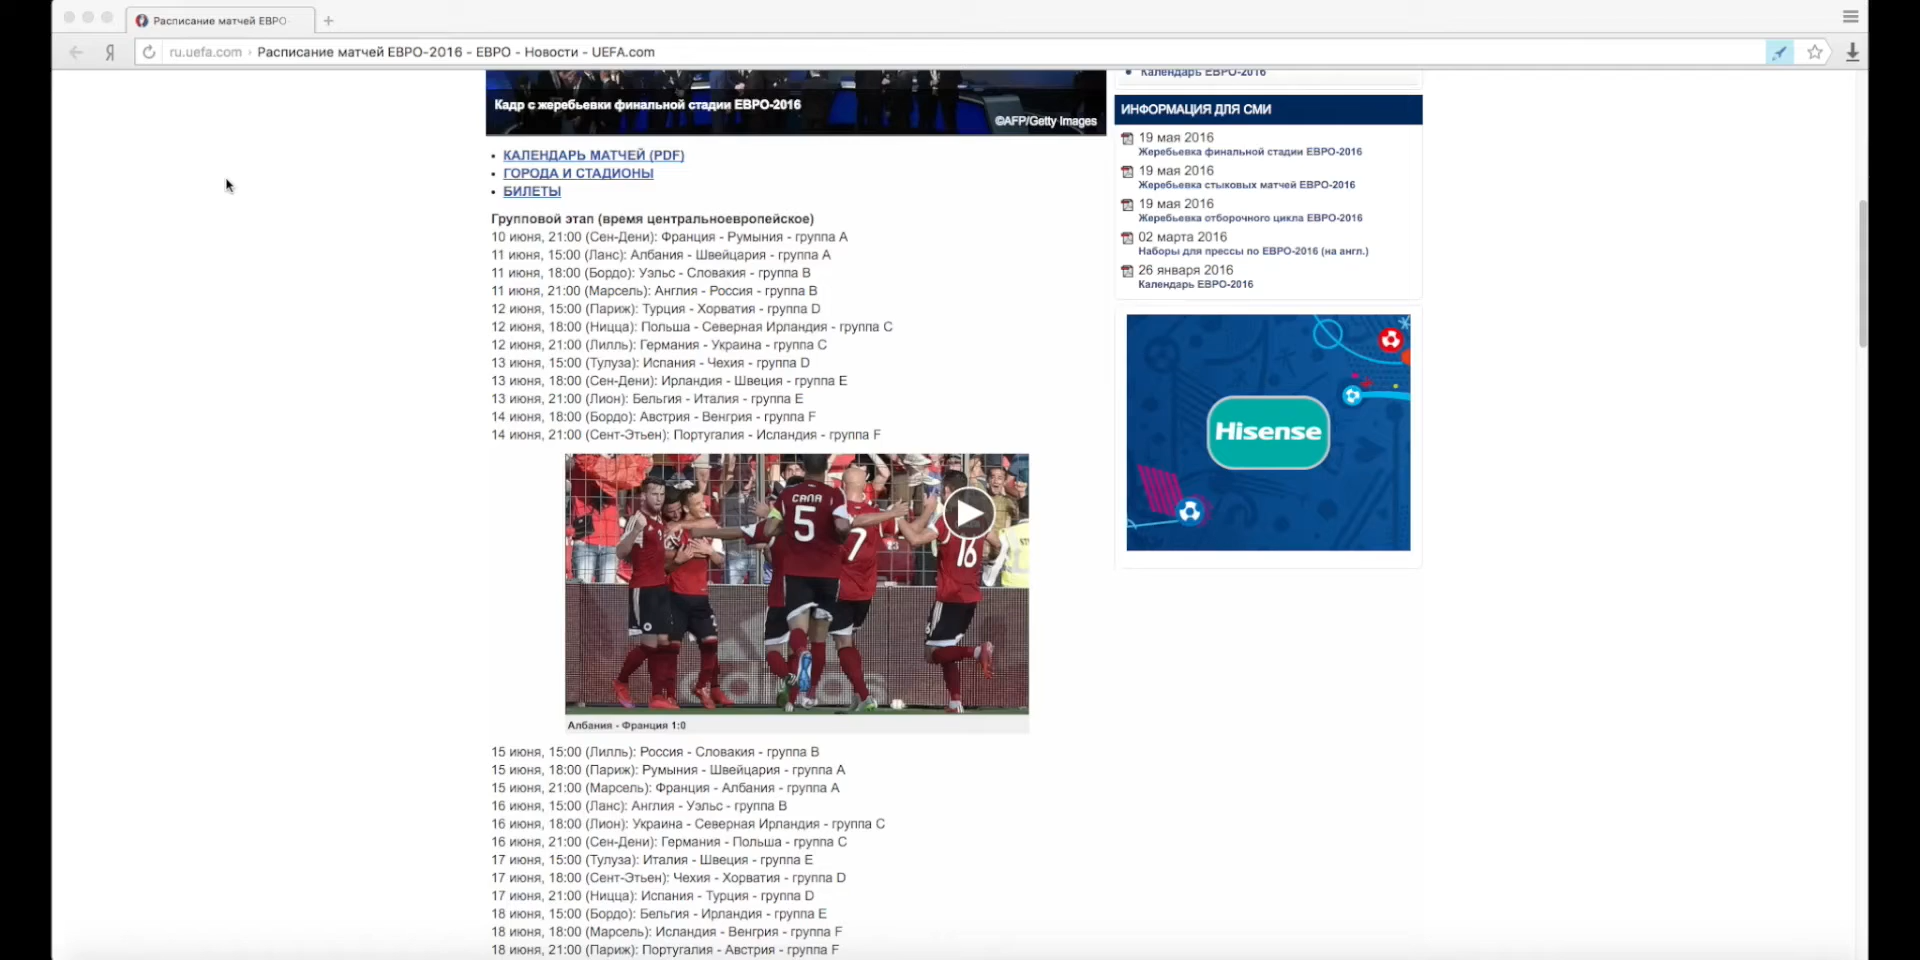 Расписание матчей ЕВРО-
Я
ru.uefa.com › Расписание матчей ЕВРО-2016 - ЕВРО - Новости - UEFA.com
Кадр с жеребьевки финальной стадии ЕВРО-2016
©AFP/Getty Images
• КАЛЕНДАРЬ МАТЧЕЙ (PDF)
• ГОРОДА И СТАДИОНЫ
• БИЛЕТЫ
Групповой этап (время центральноевропейское)
10 июня, 21:00 (Сен-Дени): Франция - Румыния - группа A
11 июня, 15:00 (Ланс): Албания - Швейцария - группа A
11 июня, 18:00 (Бордо): Уэльс - Словакия - группа B
11 июня, 21:00 (Марсель): Англия - Россия - группа B
12 июня, 15:00 (Париж): Турция - Хорватия - группа D
12 июня, 18:00 (Ницца): Польша - Северная Ирландия - группа C
12 июня, 21:00 (Лилль): Германия - Украина - группа C
13 июня, 15:00 (Тулуза): Испания - Чехия - группа D
13 июня, 18:00 (Сен-Дени): Ирландия - Швеция - группа E
13 июня, 21:00 (Лион): Бельгия - Италия - группа E
14 июня, 18:00 (Бордо): Австрия - Венгрия - группа F
14 июня, 21:00 (Сент-Этьен): Португалия - Исландия - группа F
CANA
5
7
16
adidas
Албания - Франция 1:0
15 июня, 15:00 (Лилль): Россия - Словакия - группа B
15 июня, 18:00 (Париж): Румыния - Швейцария - группа A
15 июня, 21:00 (Марсель): Франция - Албания - группа A
16 июня, 15:00 (Ланс): Англия - Уэльс - группа B
16 июня, 18:00 (Лион): Украина - Северная Ирландия - группа C
16 июня, 21:00 (Сен-Дени): Германия - Польша - группа C
17 июня, 15:00 (Тулуза): Италия - Швеция - группа E
17 июня, 18:00 (Сент-Этьен): Чехия - Хорватия - группа D
17 июня, 21:00 (Ницца): Испания - Турция - группа D
18 июня, 15:00 (Бордо): Бельгия - Ирландия - группа E
18 июня, 18:00 (Марсель): Исландия - Венгрия - группа F
18 июня, 21:00 (Париж): Португалия - Австрия - группа F
• Календарь ЕВРО-2016
ИНФОРМАЦИЯ ДЛЯ СМИ
19 мая 2016
Жеребьевка финальной стадии ЕВРО-2016
19 мая 2016
Жеребьевка стыковых матчей ЕВРО-2016
19 мая 2016
Жеребьевка отборочного цикла ЕВРО-2016
02 марта 2016
Наборы для прессы по ЕВРО-2016 (на англ.)
26 января 2016
Календарь ЕВРО-2016
Hisense